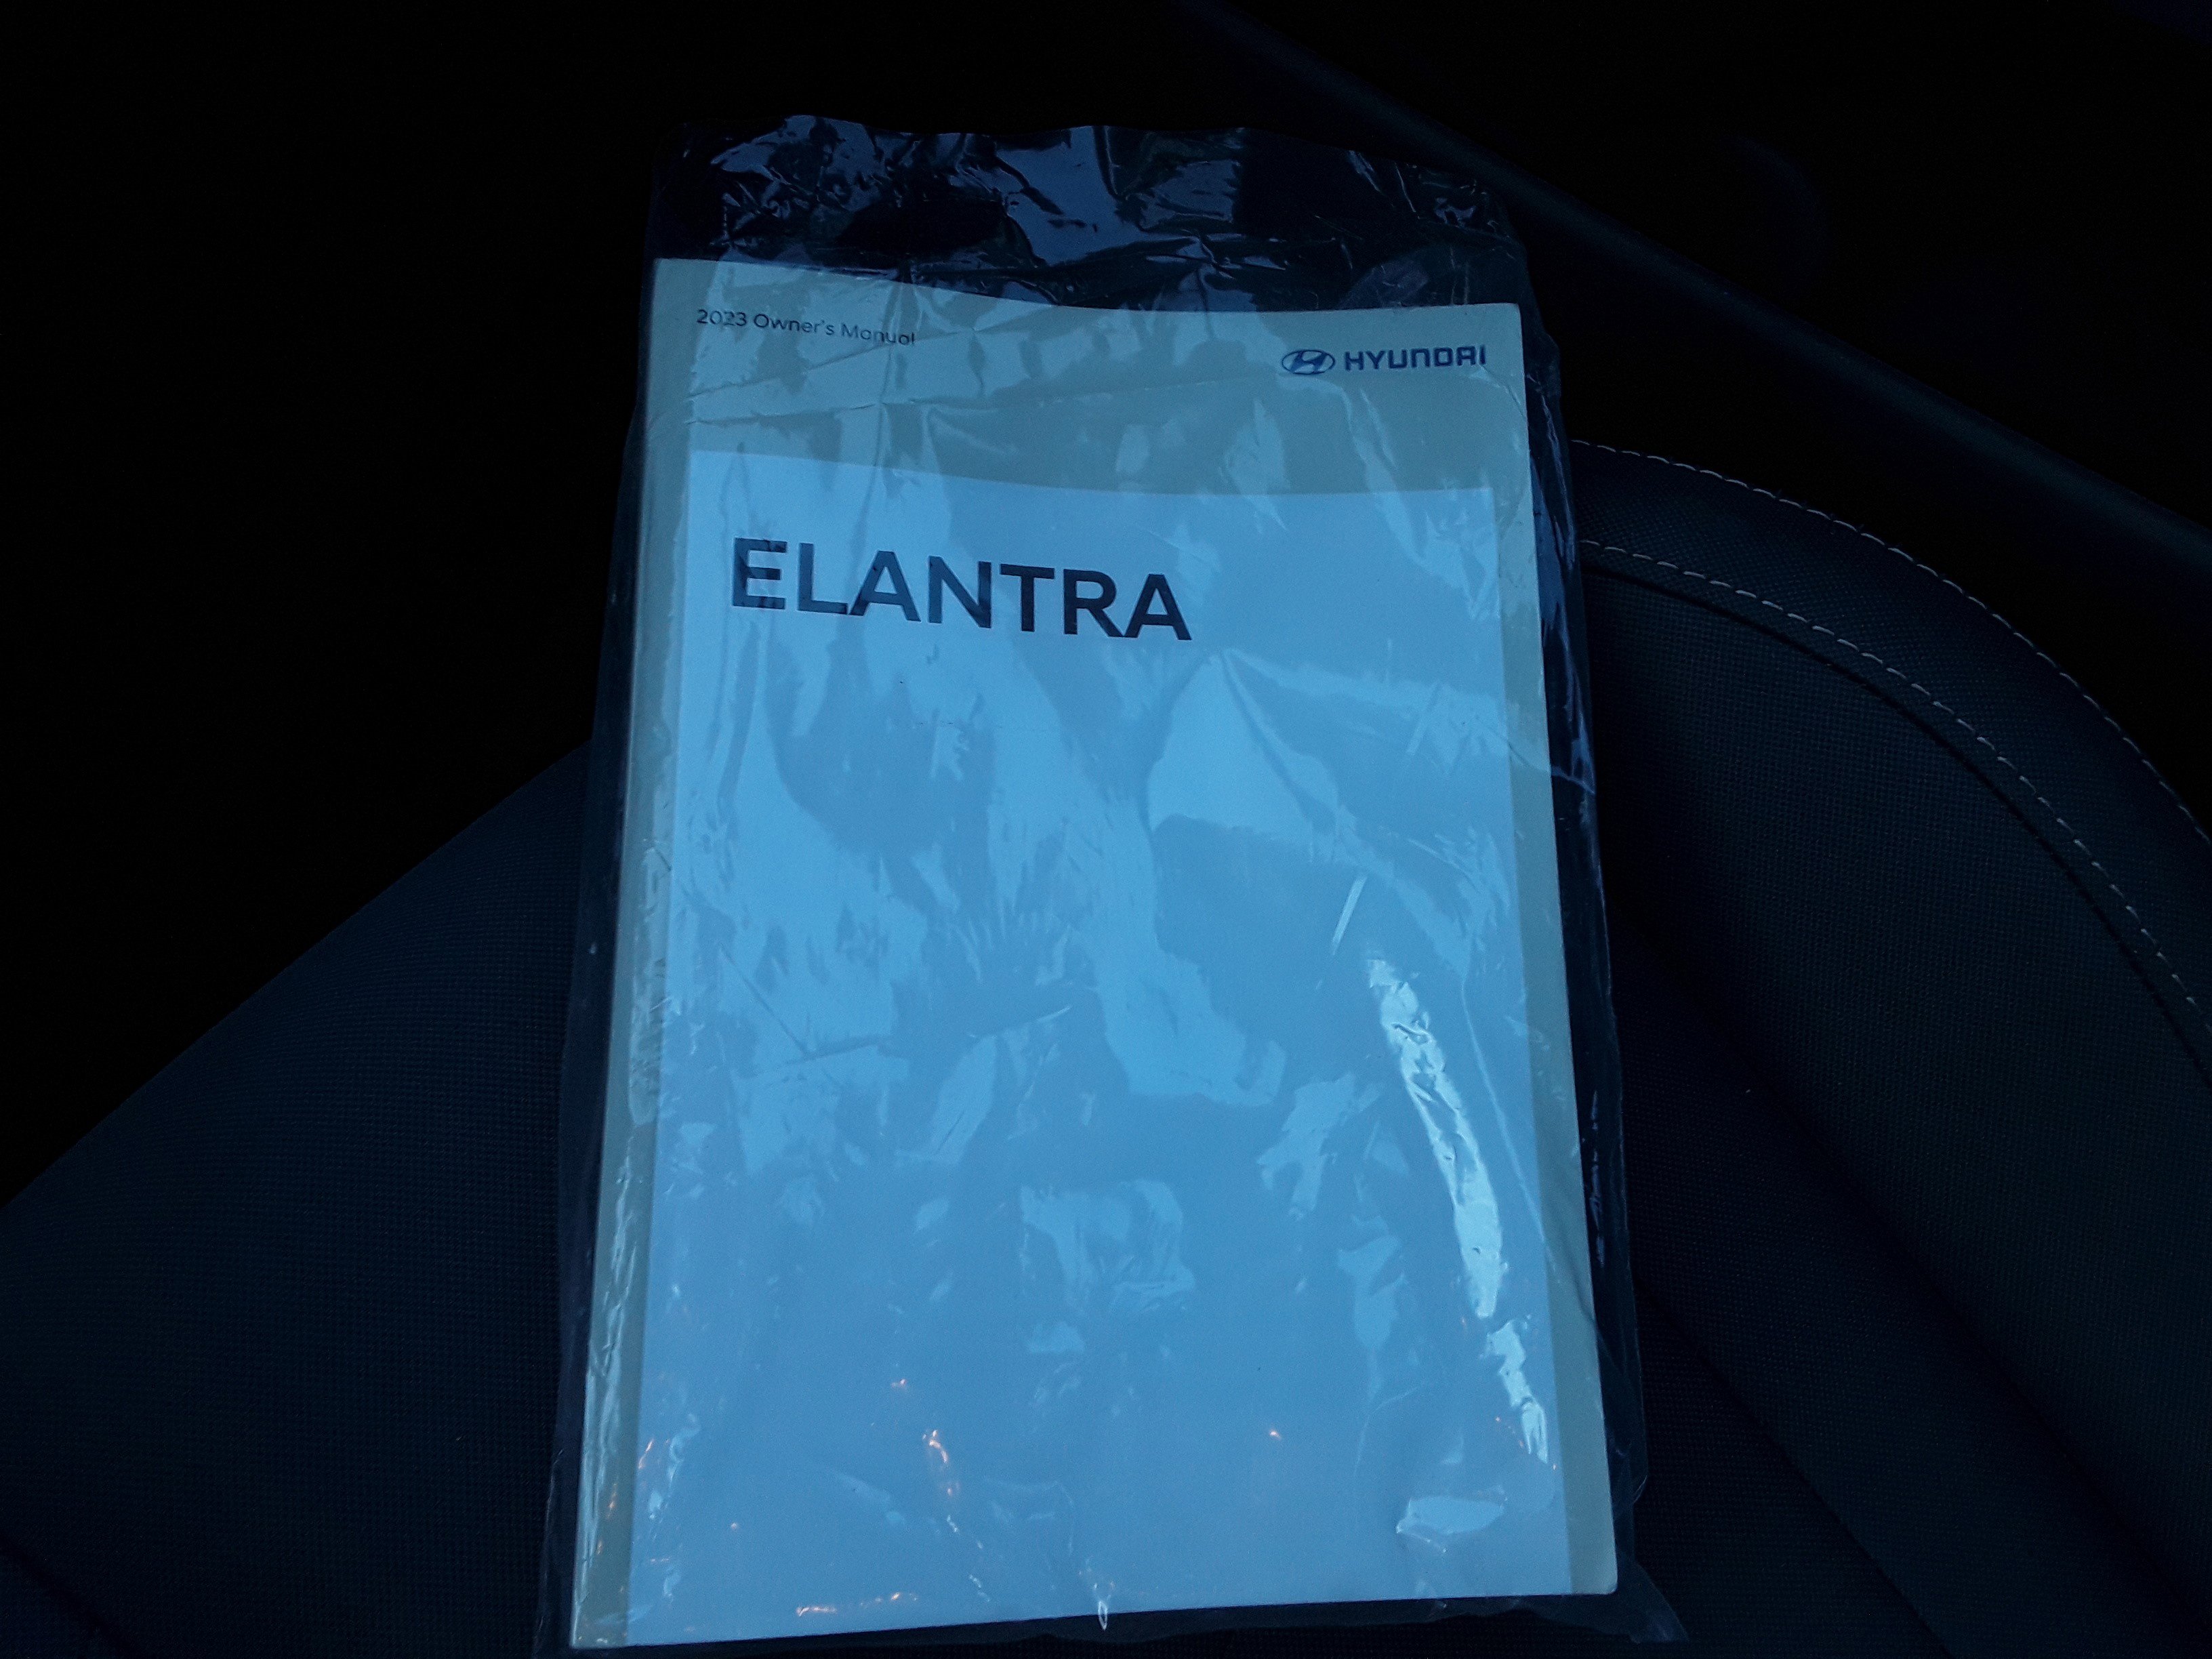 2023 Owner's Manual
HYUNDAI
ELANTRA